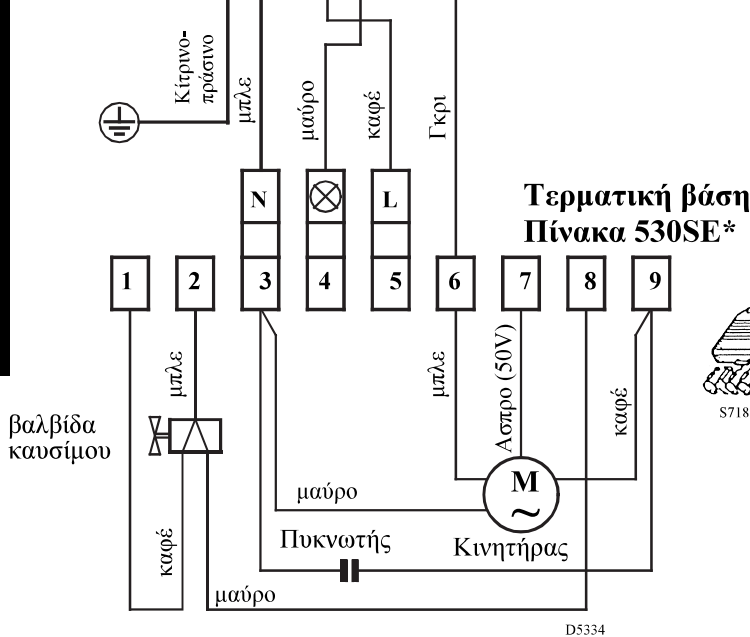 Κίτρινο-
πράσινο
μπλε
μαύρο
καφέ
Γκρι
N
L
Τερματική βάση
Πίνακα 530SE*
1
2
3
4
5
6
7
8
9
μπλε
μπλε
Ασπρο (50V)
καφέ
S718
βαλβίδα
καυσίμου
M
~
μαύρο
Πυκνωτής
Κινητήρας
καφέ
μαύρο
D5334